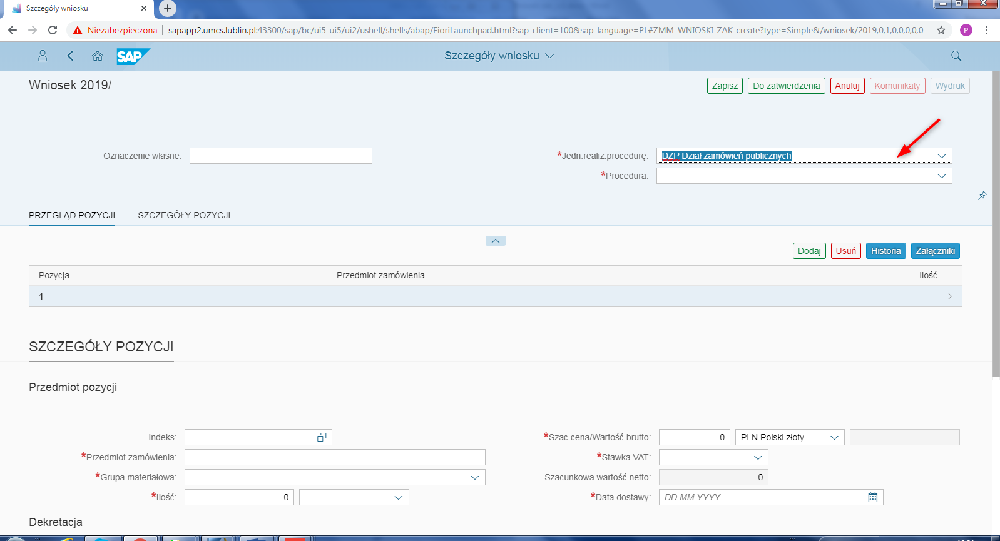 Szczegóły wniosku
Niezabezpieczona sapapp2.umcs.lublin.pl:43300/sap/bc/ui5_ui5/ui2/ushell/shells/abap/FioriLaunchpad.html?sap-client=100&sap-language=PL#ZMM_WNIOSKI_ZAK-create?type=Simple&/wniosek/2019,0,1,0,0,0,0,0 P
SAP Szczegóły wniosku
Wniosek 2019/ Zapisz Do zatwierdzenia Anuluj Komunikaty Wydruk
Oznaczenie własne: *Jedn.realiz.procedurę: DZP Dział zamówień publicznych
*Procedura:
PRZEGLĄD POZYCJI SZCZEGÓŁY POZYCJI
Dodaj Usuń Historia Załączniki
Pozycja Przedmiot zamówienia Ilość
1
SZCZEGÓŁY POZYCJI
Przedmiot pozycji
Indeks: *Szac.cena/Wartość brutto: 0 PLN Polski złoty
*Przedmiot zamówienia: *Stawka.VAT:
*Grupa materiałowa: Szacunkowa wartość netto: 0
*Ilość: 0 *Data dostawy: DD.MM.YYYY
Dekretacja